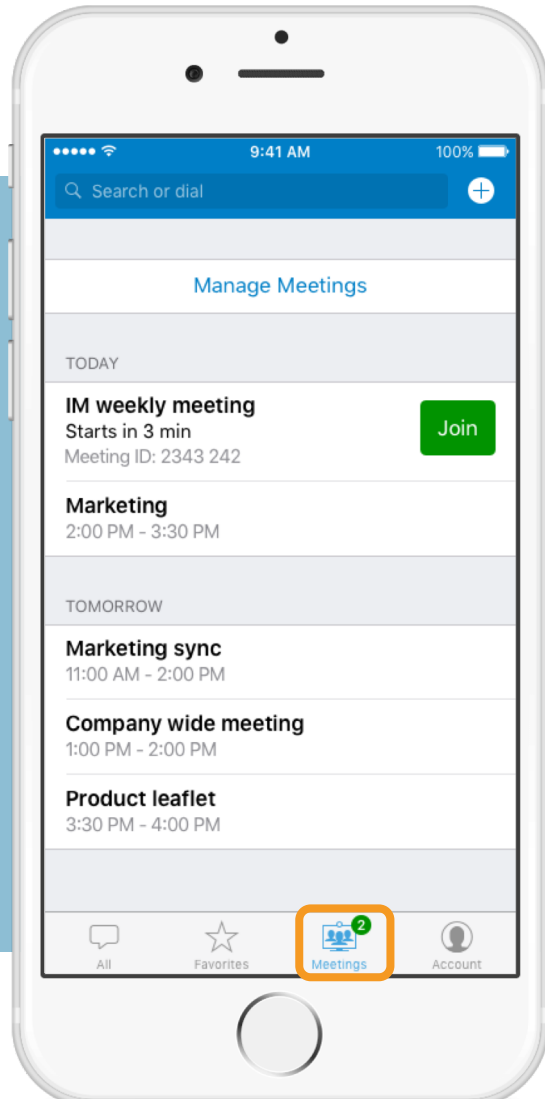 9:41 AM 100%
Search or dial
Manage Meetings
TODAY
IM weekly meeting
Starts in 3 min
Meeting ID: 2343 242
Join
Marketing
2:00 PM - 3:30 PM
TOMORROW
Marketing sync
11:00 AM - 2:00 PM
Company wide meeting
1:00 PM - 2:00 PM
Product leaflet
3:30 PM - 4:00 PM
2
All Favorites Meetings Account